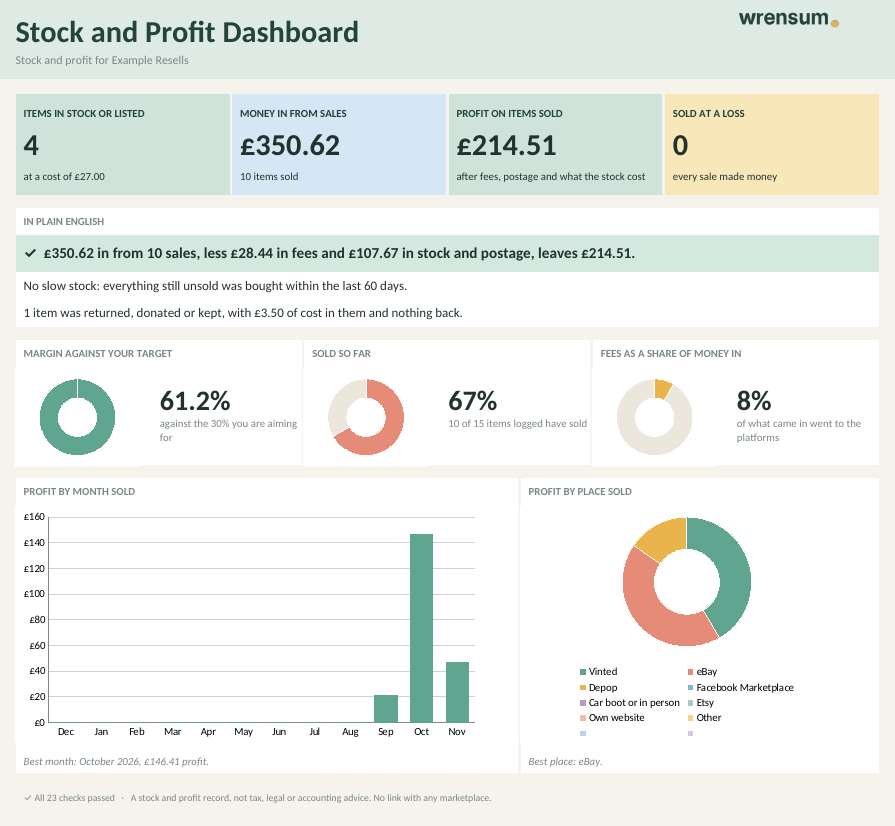 Stock and Profit Dashboard
wrensum
Stock and profit for Example Resells
ITEMS IN STOCK OR LISTED
4
at a cost of £27.00
MONEY IN FROM SALES
£350.62
10 items sold
PROFIT ON ITEMS SOLD
£214.51
after fees, postage and what the stock cost
SOLD AT A LOSS
0
every sale made money
IN PLAIN ENGLISH
✓ £350.62 in from 10 sales, less £28.44 in fees and £107.67 in stock and postage, leaves £214.51.
No slow stock: everything still unsold was bought within the last 60 days.
1 item was returned, donated or kept, with £3.50 of cost in them and nothing back.
MARGIN AGAINST YOUR TARGET
61.2%
against the 30% you are aiming
for
SOLD SO FAR
67%
10 of 15 items logged have sold
FEES AS A SHARE OF MONEY IN
8%
of what came in went to the
platforms
PROFIT BY MONTH SOLD
£160
£140
£120
£100
£80
£60
£40
£20
£0
Dec Jan Feb Mar Apr May Jun Jul Aug Sep Oct Nov
Best month: October 2026, £146.41 profit.
PROFIT BY PLACE SOLD
Vinted eBay
Depop Facebook Marketplace
Car boot or in person Etsy
Own website Other
Best place: eBay.
✓ All 23 checks passed · A stock and profit record, not tax, legal or accounting advice. No link with any marketplace.